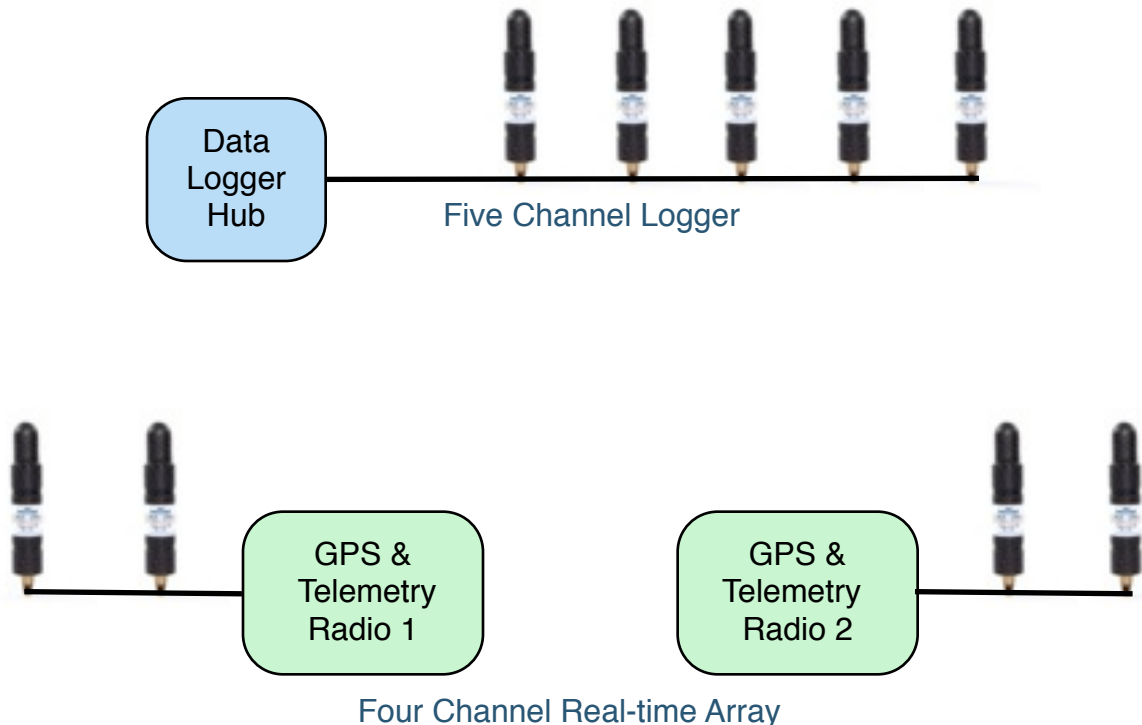 Data
Logger
Hub
Five Channel Logger
GPS &
Telemetry
Radio 1
GPS &
Telemetry
Radio 2
Four Channel Real-time Array